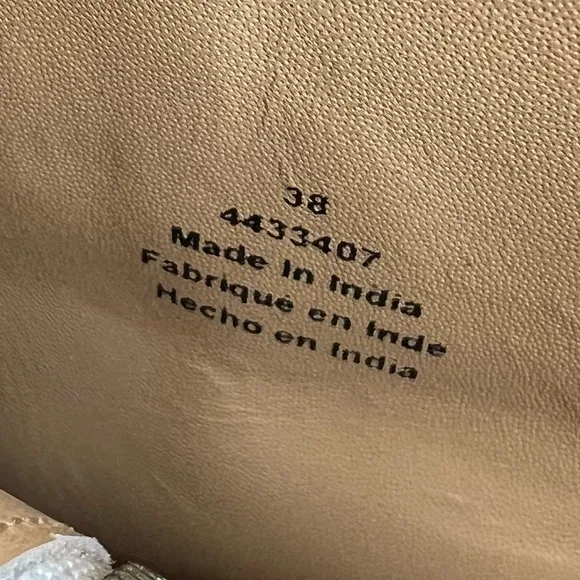 38
4433407
Made In India
Fabriqué en Inde
Hecho en India